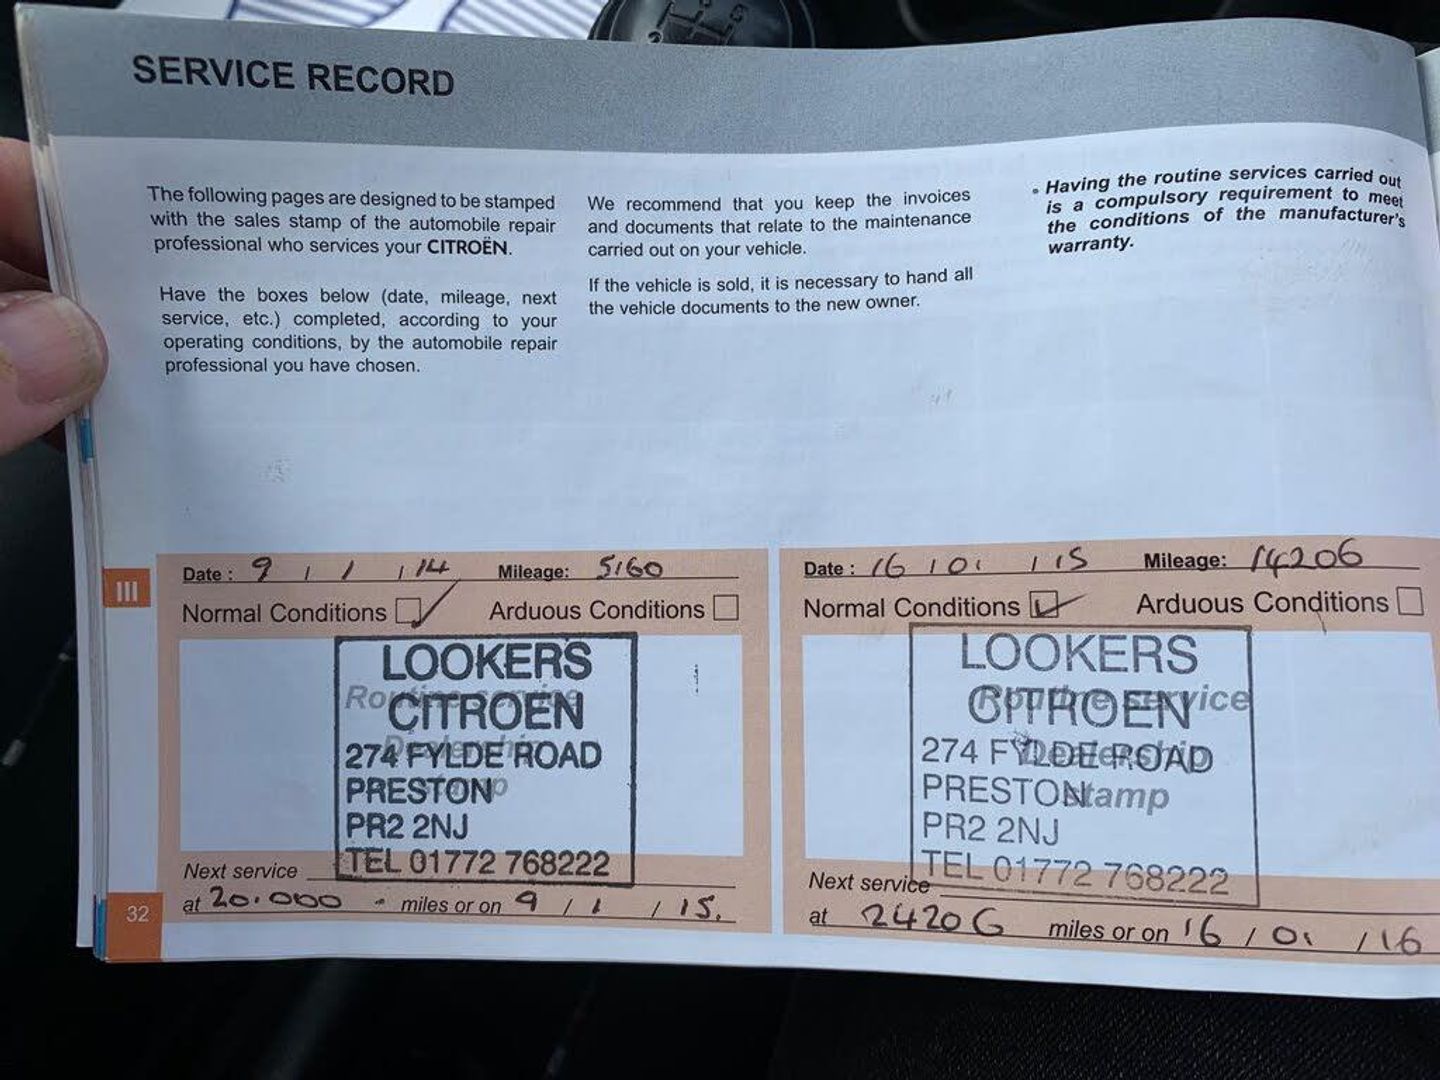 SERVICE RECORD
The following pages are designed to be stamped
with the sales stamp of the automobile repair
professional who services your CITROËN.
Have the boxes below (date, mileage, next
service, etc.) completed, according to your
operating conditions, by the automobile repair
professional you have chosen.
We recommend that you keep the invoices
and documents that relate to the maintenance
carried out on your vehicle.
If the vehicle is sold, it is necessary to hand all
the vehicle documents to the new owner.
• Having the routine services carried out
is a compulsory requirement to meet
the conditions of the manufacturer's
warranty.
III
Date : 9 / 1 / 14 Mileage: 5160
Normal Conditions Arduous Conditions
Routine service
Dealership
stamp
LOOKERS
CITROEN
274 FYLDE ROAD
PRESTON
PR2 2NJ
TEL 01772 768222
Next service
at 20.000 - miles or on 9 / 1 / 15.
Date : 16 / 01 / 15 Mileage: 14206
Normal Conditions Arduous Conditions
Routine service
Dealership
stamp
LOOKERS
CITROEN
274 FYLDE ROAD
PRESTON
PR2 2NJ
TEL 01772 768222
Next service
at 24206 miles or on 16 / 01 / 16
32